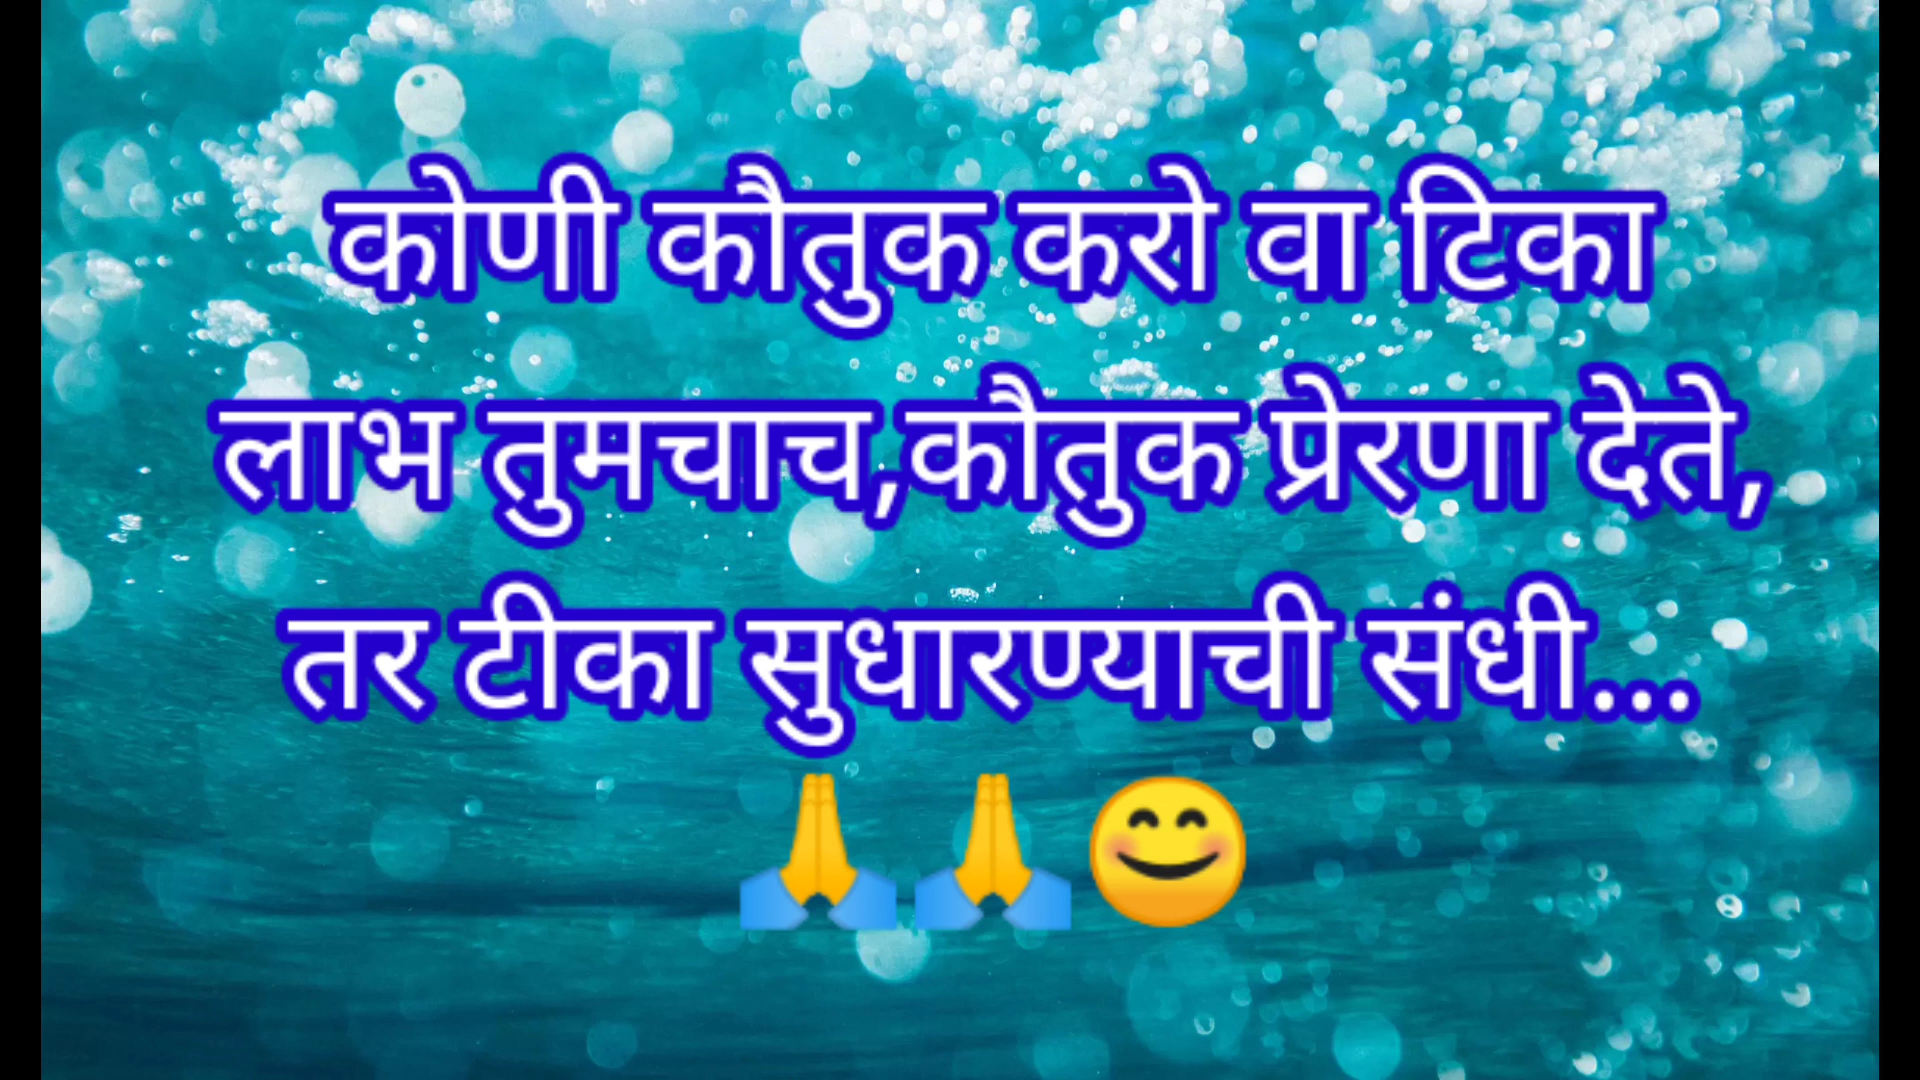 कोणी कौतुक करो वा टिका
लाभ तुमचाच,कौतुक प्रेरणा देते,
तर टीका सुधारण्याची संधी...
🙏🙏😊